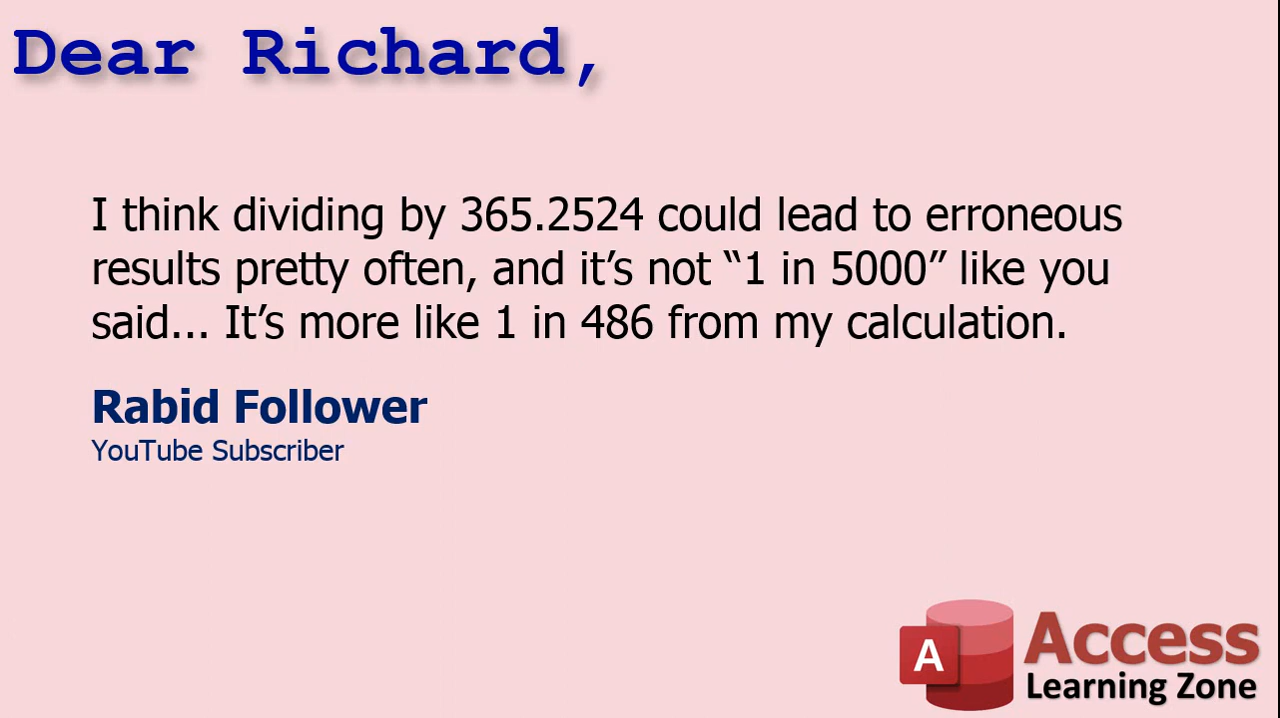 Dear Richard,
I think dividing by 365.2524 could lead to erroneous
results pretty often, and it’s not “1 in 5000” like you
said... It’s more like 1 in 486 from my calculation.
Rabid Follower
YouTube Subscriber
A
Access
Learning Zone